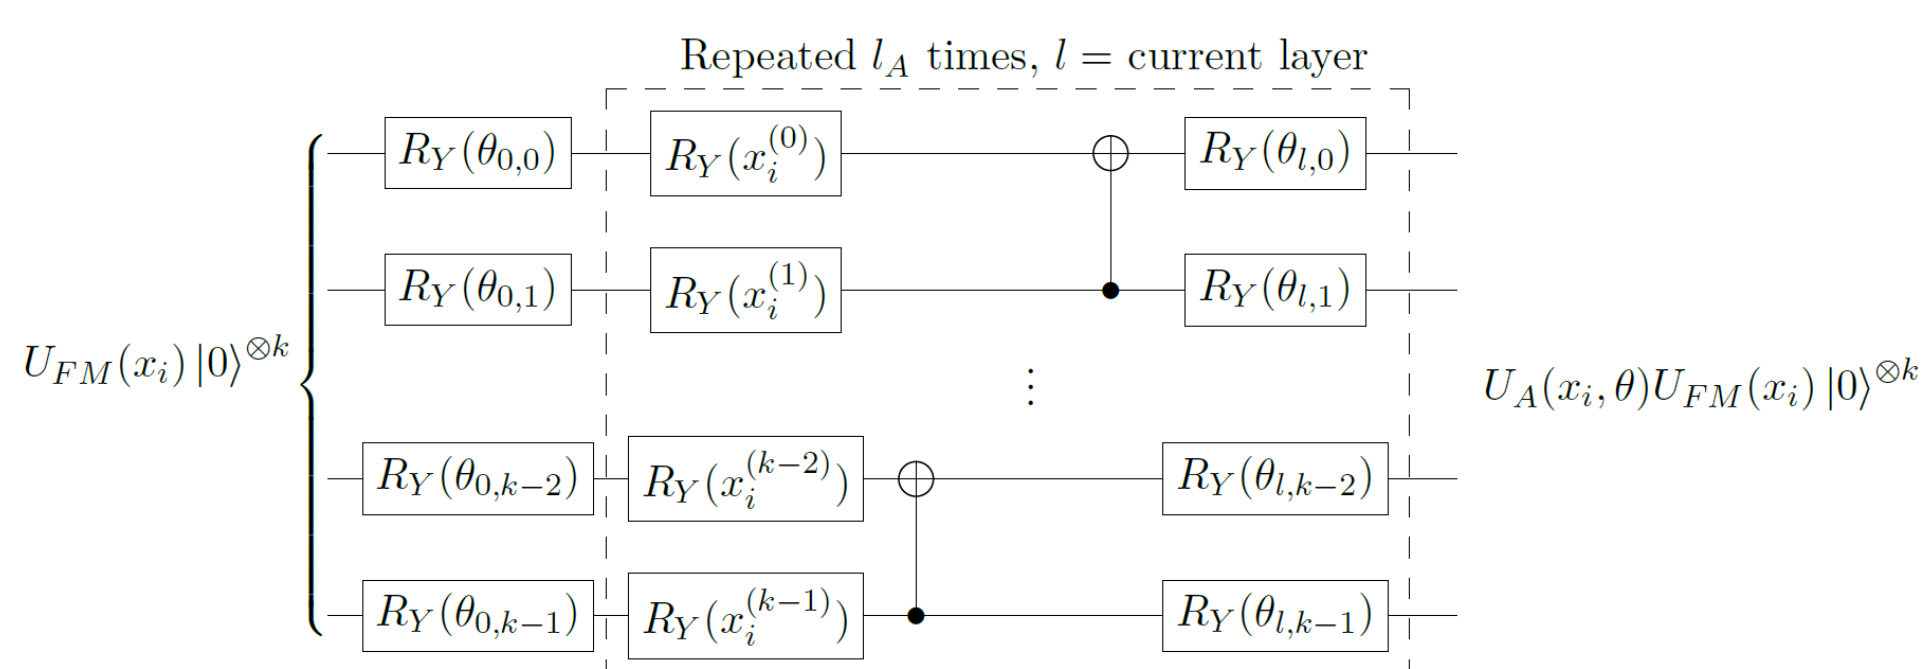 Repeated $l_A$ times, $l$ = current layer
$R_Y(\theta_{0,0})$ $R_Y(x_i^{(0)})$ $R_Y(\theta_{l,0})$
$R_Y(\theta_{0,1})$ $R_Y(x_i^{(1)})$ $R_Y(\theta_{l,1})$
$U_{FM}(x_i)\,|0\rangle^{\otimes k}$ ⋮ $U_A(x_i, \theta)U_{FM}(x_i)\,|0\rangle^{\otimes k}$
$R_Y(\theta_{0,k-2})$ $R_Y(x_i^{(k-2)})$ $R_Y(\theta_{l,k-2})$
$R_Y(\theta_{0,k-1})$ $R_Y(x_i^{(k-1)})$ $R_Y(\theta_{l,k-1})$